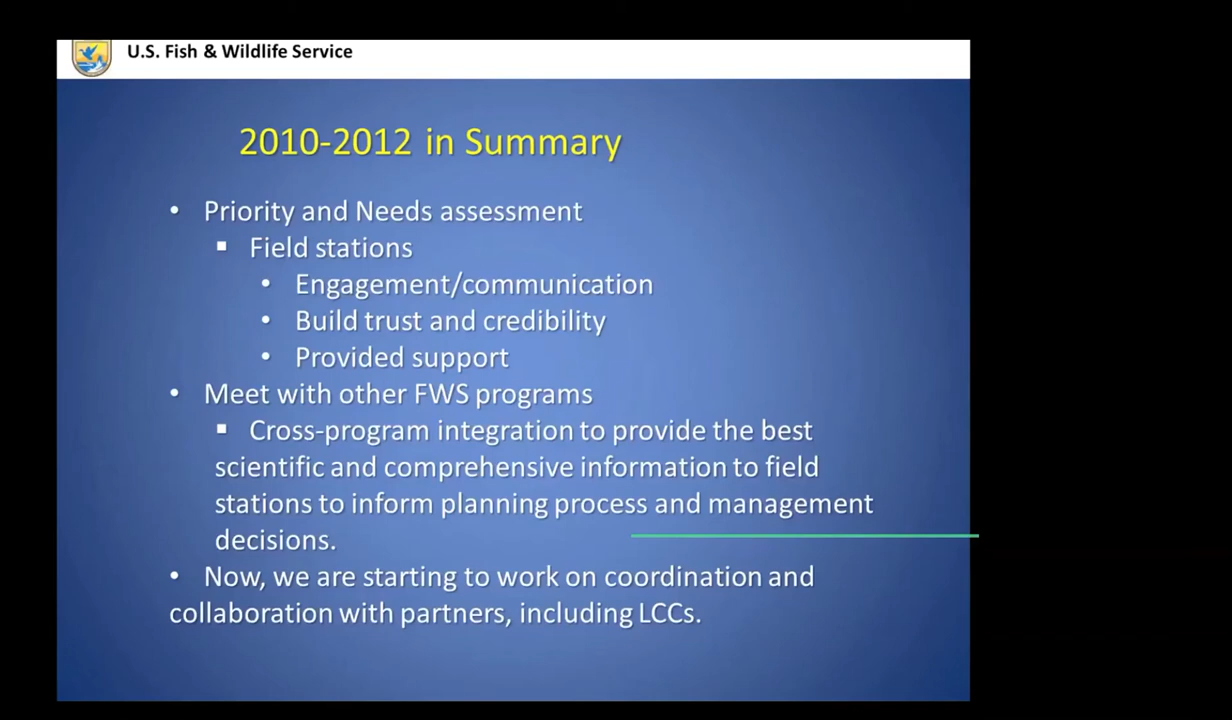 U.S. Fish & Wildlife Service
2010-2012 in Summary
• Priority and Needs assessment
▪ Field stations
• Engagement/communication
• Build trust and credibility
• Provided support
• Meet with other FWS programs
▪ Cross-program integration to provide the best
scientific and comprehensive information to field
stations to inform planning process and management
decisions.
• Now, we are starting to work on coordination and
collaboration with partners, including LCCs.